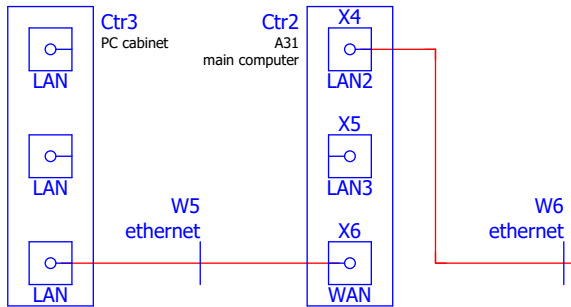 Ctr3
PC cabinet
LAN
LAN
LAN
W5
ethernet
Ctr2
A31
main computer
X4
LAN2
X5
LAN3
X6
WAN
W6
ethernet